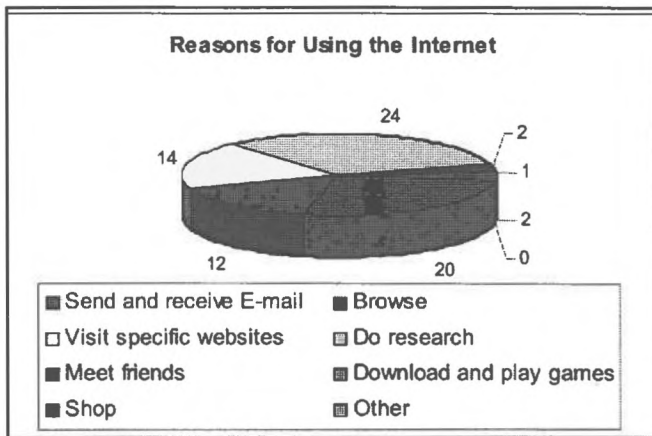 Reasons for Using the Internet
24
2
14
1
2
0
12
20
Send and receive E-mail
Browse
Visit specific websites
Do research
Meet friends
Download and play games
Shop
Other